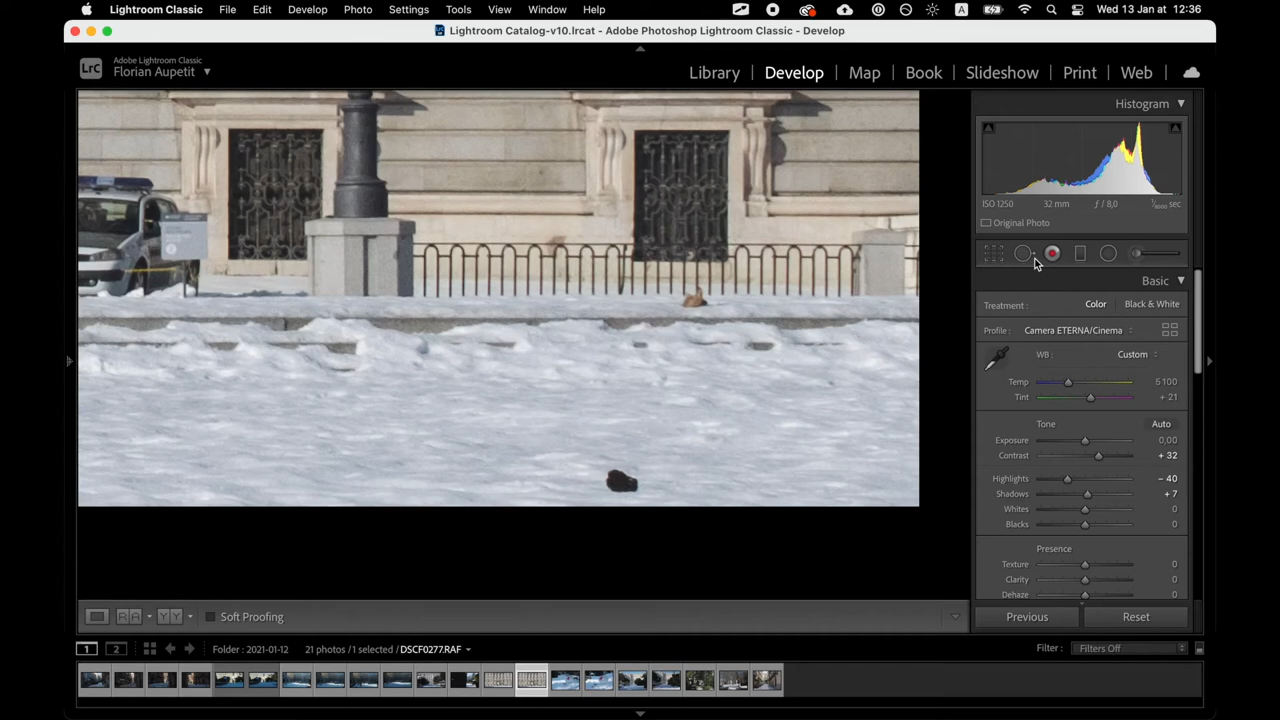 Lightroom Classic File Edit Develop Photo Settings Tools View Window Help A Wed 13 Jan at 12:36
Lightroom Catalog-v10.lrcat - Adobe Photoshop Lightroom Classic - Develop
LrC Adobe Lightroom Classic
Florian Aupetit
Library | Develop | Map | Book | Slideshow | Print | Web
Histogram
ISO 1250 32 mm ƒ / 8,0 1/6000 sec
Original Photo
Basic
Treatment : Color Black & White
Profile : Camera ETERNA/Cinema
WB : Custom
Temp 5 100
Tint + 21
Tone Auto
Exposure 0,00
Contrast + 32
Highlights – 40
Shadows + 7
Whites 0
Blacks 0
Presence
Texture 0
Clarity 0
Dehaze 0
R A Y Y Soft Proofing
Previous Reset
1 2 Folder : 2021-01-12 21 photos / 1 selected / DSCF0277.RAF
Filter : Filters Off